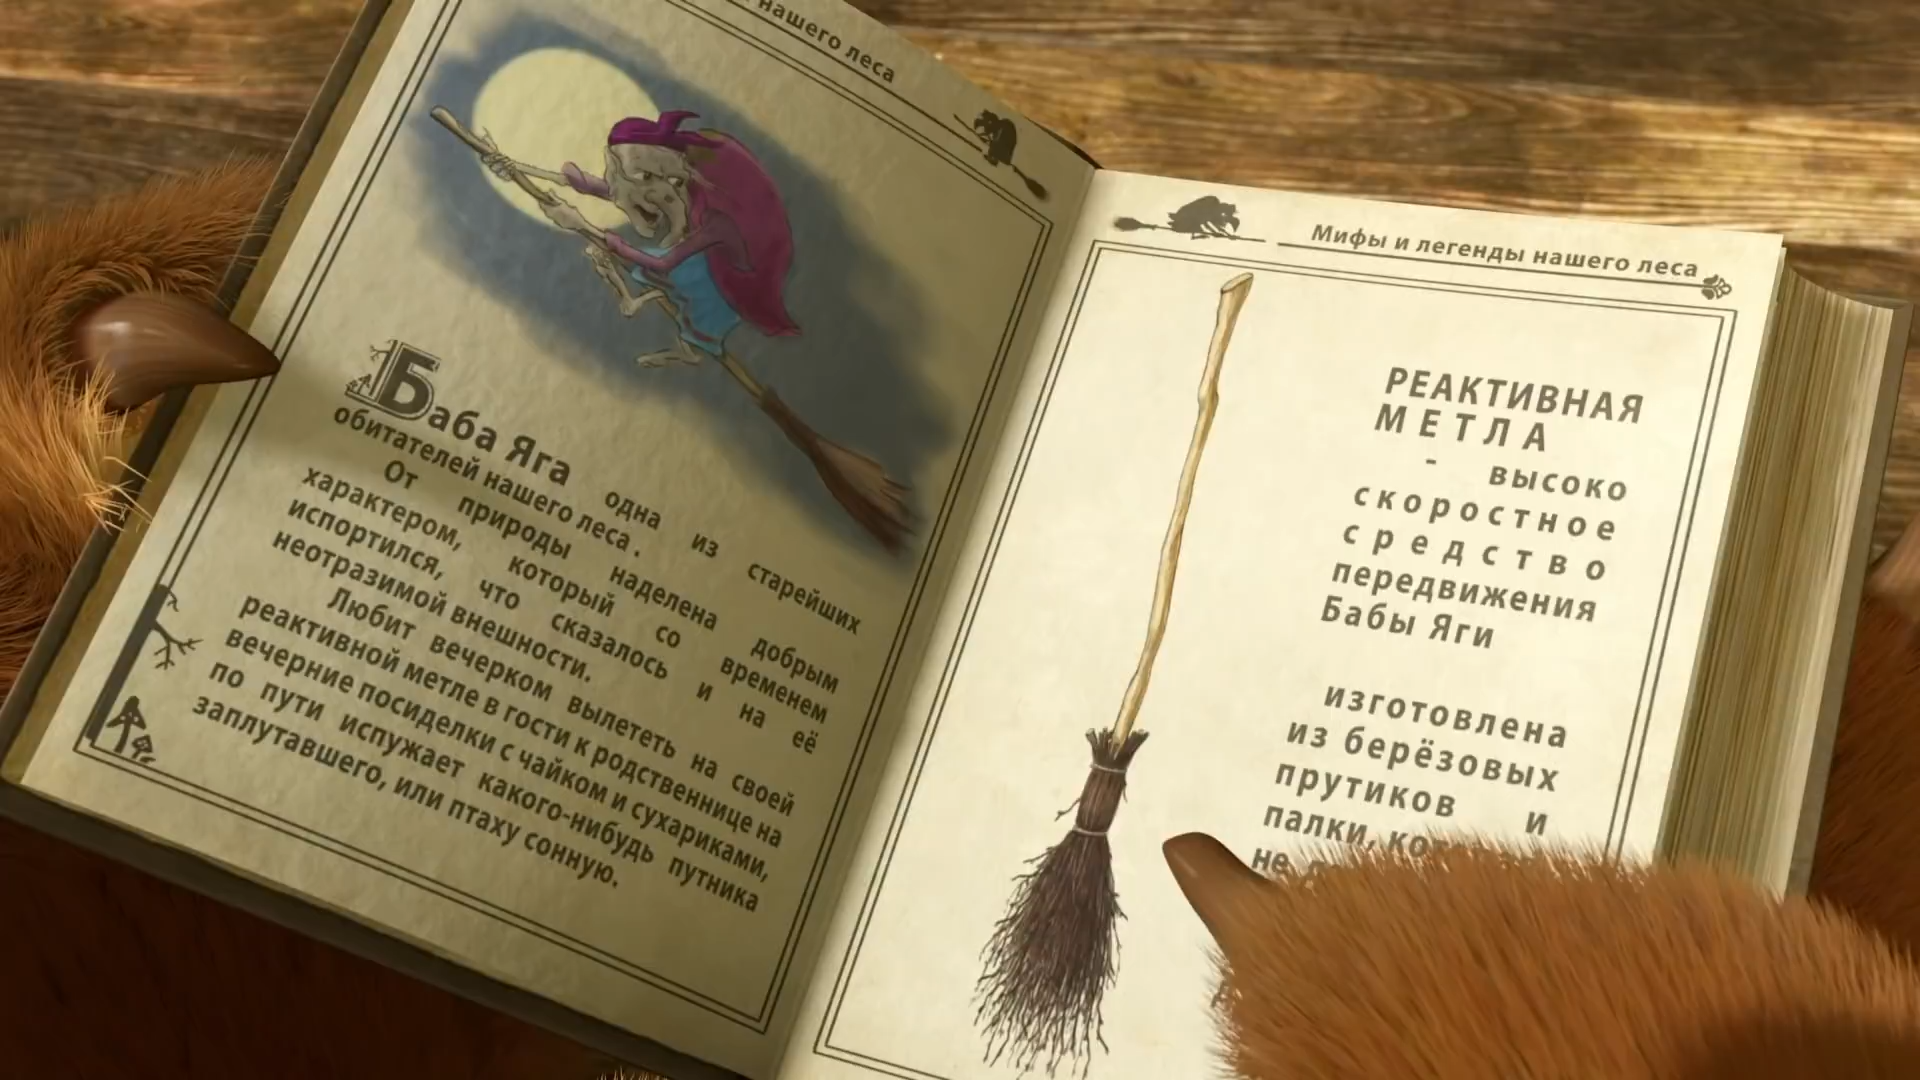 нашего леса
Баба Яга одна из старейших
обитателей нашего леса.
От природы наделена добрым
характером, который со временем
испортился, что сказалось и на её
неотразимой внешности.
Любит вечерком вылететь на своей
реактивной метле в гости к родственнице на
вечерние посиделки с чайком и сухариками,
по пути испужает какого-нибудь путника
заплутавшего, или птаху сонную.
Мифы и легенды нашего леса
РЕАКТИВНАЯ
МЕТЛА
- высоко
скоростное
средство
передвижения
Бабы Яги
изготовлена
из берёзовых
прутиков и
палки,
не